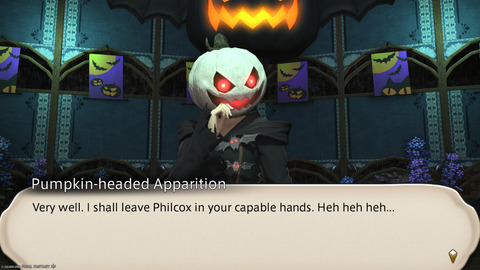 Pumpkin-headed Apparition
Very well. I shall leave Philcox in your capable hands. Heh heh heh...